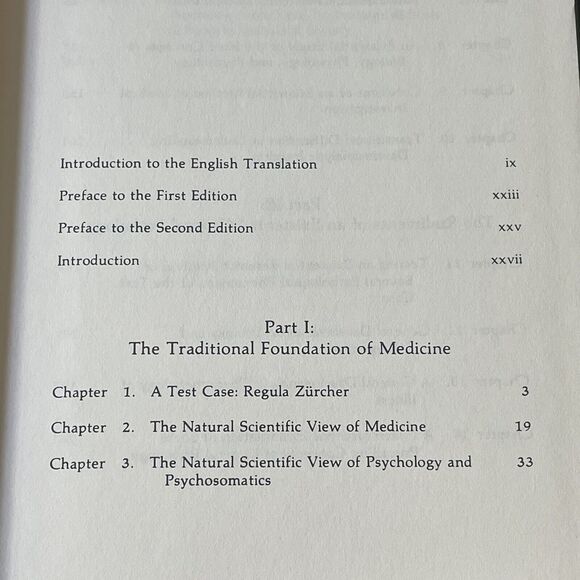 Introduction to the English Translation ix
Preface to the First Edition xxiii
Preface to the Second Edition xxv
Introduction xxvii
Part I:
The Traditional Foundation of Medicine
Chapter 1. A Test Case: Regula Zürcher 3
Chapter 2. The Natural Scientific View of Medicine 19
Chapter 3. The Natural Scientific View of Psychology and 33
Psychosomatics